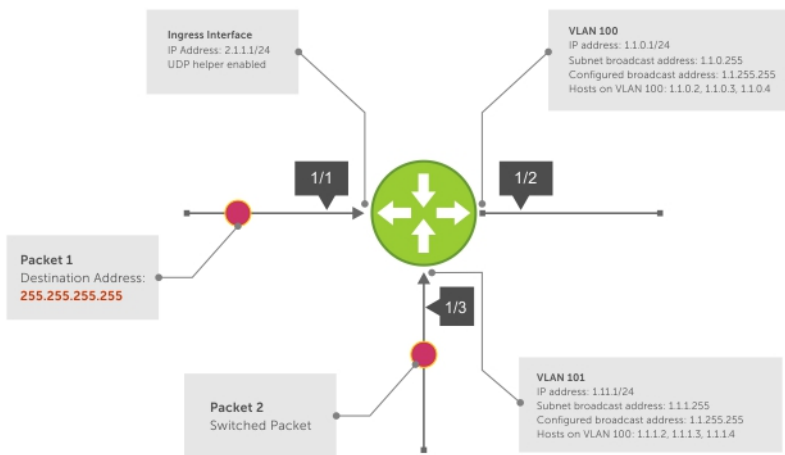 Ingress Interface
IP Address: 2.1.1.1/24
UDP helper enabled
VLAN 100
IP address: 1.1.0.1/24
Subnet broadcast address: 1.1.0.255
Configured broadcast address: 1.1.255.255
Hosts on VLAN 100: 1.1.0.2, 1.1.0.3, 1.1.0.4
1/1
1/2
Packet 1
Destination Address:
255.255.255.255
1/3
Packet 2
Switched Packet
VLAN 101
IP address: 1.11.1/24
Subnet broadcast address: 1.1.1.255
Configured broadcast address: 1.1.255.255
Hosts on VLAN 100: 1.1.1.2, 1.1.1.3, 1.1.1.4